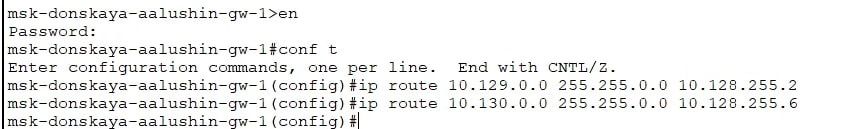 msk-donskaya-aalushin-gw-1>en
Password:
msk-donskaya-aalushin-gw-1#conf t
Enter configuration commands, one per line.  End with CNTL/Z.
msk-donskaya-aalushin-gw-1(config)#ip route 10.129.0.0 255.255.0.0 10.128.255.2
msk-donskaya-aalushin-gw-1(config)#ip route 10.130.0.0 255.255.0.0 10.128.255.6
msk-donskaya-aalushin-gw-1(config)#